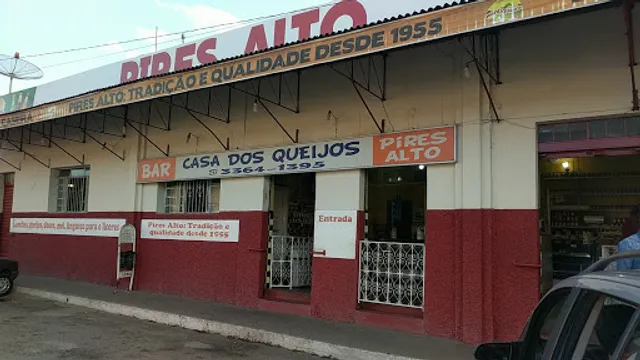 PIRES ALTO
PIRES ALTO: TRADIÇÃO E QUALIDADE DESDE 1955
BAR
CASA DOS QUEIJOS
3364-1395
PIRES
ALTO
Entrada
Pires Alto: Tradição e
qualidade desde 1955